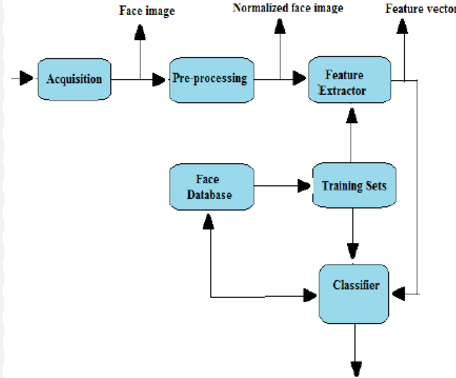 Face image
Normalized face image
Feature vector
Acquisition
Pre-processing
Feature
Extractor
Face
Database
Training Sets
Classifier